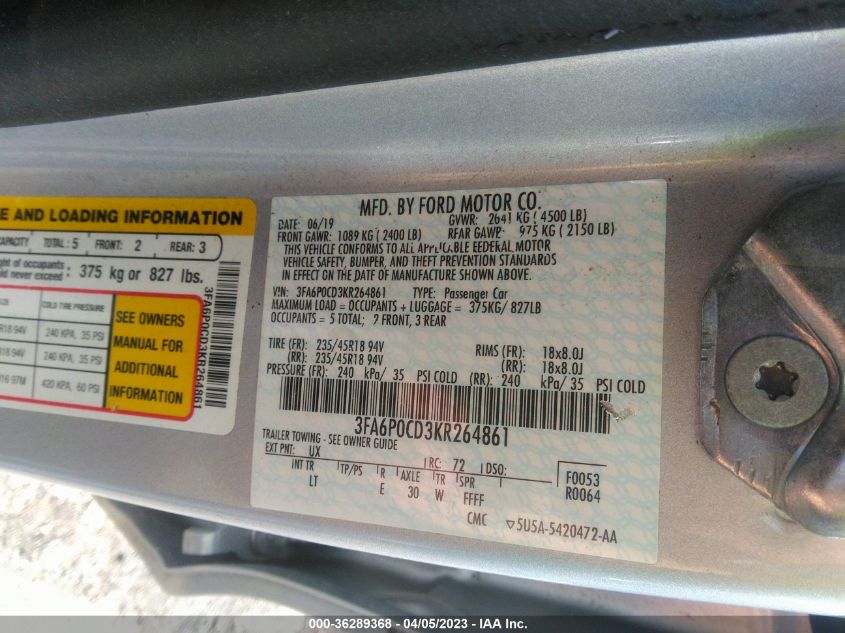 E AND LOADING INFORMATION
CAPACITY TOTAL: 5 FRONT: 2 REAR: 3
ght of occupants
ld never exceed : 375 kg or 827 lbs.
COLD TIRE PRESSURE
R18 94V 240 KPA, 35 PSI
R18 94V 240 KPA, 35 PSI
R16 97M 420 KPA, 60 PSI
SEE OWNERS
MANUAL FOR
ADDITIONAL
INFORMATION
3FA6P0CD3KR264861
MFD. BY FORD MOTOR CO.
DATE: 06/19 GVWR: 2641 KG ( 4500 LB)
FRONT GAWR: 1089 KG ( 2400 LB) REAR GAWR: 975 KG ( 2150 LB)
THIS VEHICLE CONFORMS TO ALL APPLICABLE FEDERAL MOTOR
VEHICLE SAFETY, BUMPER, AND THEFT PREVENTION STANDARDS
IN EFFECT ON THE DATE OF MANUFACTURE SHOWN ABOVE.
VIN: 3FA6P0CD3KR264861 TYPE: Passenger Car
MAXIMUM LOAD = OCCUPANTS + LUGGAGE = 375KG/ 827LB
OCCUPANTS = 5 TOTAL; 2 FRONT, 3 REAR
TIRE (FR): 235/45R18 94V RIMS (FR): 18x8.0J
(RR): 235/45R18 94V (RR): 18x8.0J
PRESSURE (FR): 240 kPa/ 35 PSI COLD (RR): 240 kPa/ 35 PSI COLD
3FA6P0CD3KR264861
TRAILER TOWING - SEE OWNER GUIDE
EXT PNT: UX RC: 72 DSO: F0053
INT TR TP/PS R AXLE TR SPR R0064
LT E 30 W FFFF
CMC ▽5U5A-5420472-AA
000-36289368 - 04/05/2023 - IAA Inc.